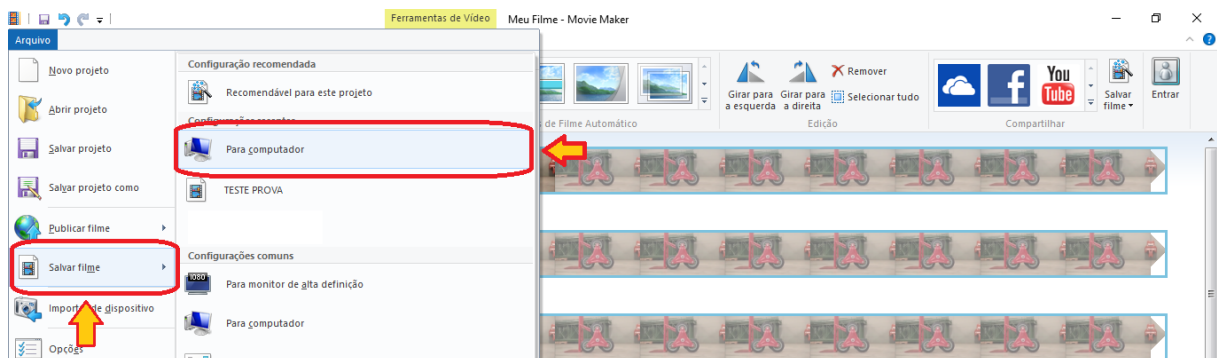 Ferramentas de Vídeo
Meu Filme - Movie Maker
Arquivo
Novo projeto
Abrir projeto
Salvar projeto
Salvar projeto como
Publicar filme
Salvar filme
Importar de dispositivo
Opções
Configuração recomendada
Recomendável para este projeto
Configurações recentes
Para computador
TESTE PROVA
Configurações comuns
1080
Para monitor de alta definição
Para computador
s de Filme Automático
Girar para
a esquerda
Girar para
a direita
Remover
Selecionar tudo
Edição
f
You
Tube
Compartilhar
Salvar
filme
Entrar